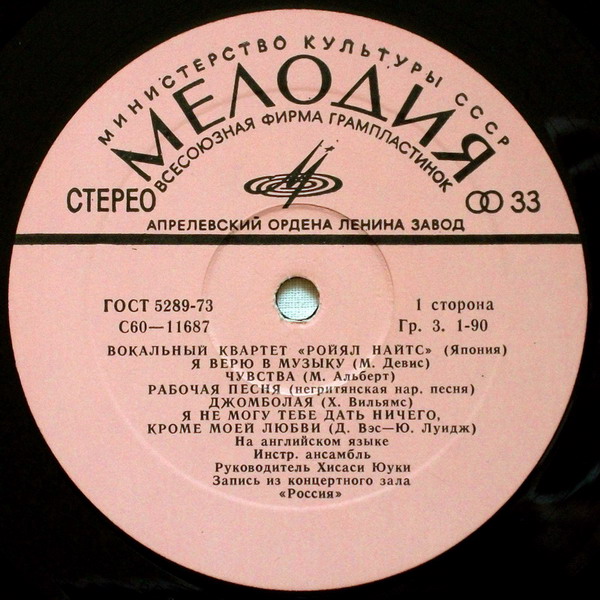 МИНИСТЕРСТВО КУЛЬТУРЫ СССР
МЕЛОДИЯ
ВСЕСОЮЗНАЯ ФИРМА ГРАМПЛАСТИНОК
СТЕРЕО
33
АПРЕЛЕВСКИЙ ОРДЕНА ЛЕНИНА ЗАВОД
ГОСТ 5289-73
1 сторона
С60—11687
Гр. 3. 1-90
ВОКАЛЬНЫЙ КВАРТЕТ «РОЙЯЛ НАЙТС» (Япония)
Я ВЕРЮ В МУЗЫКУ (М. Девис)
ЧУВСТВА (М. Альберт)
РАБОЧАЯ ПЕСНЯ (негритянская нар. песня)
ДЖОМБОЛАЯ (Х. Вильямс)
Я НЕ МОГУ ТЕБЕ ДАТЬ НИЧЕГО,
КРОМЕ МОЕЙ ЛЮБВИ (Д. Вэс—Ю. Луидж)
На английском языке
Инстр. ансамбль
Руководитель Хисаси Юуки
Запись из концертного зала
«Россия»